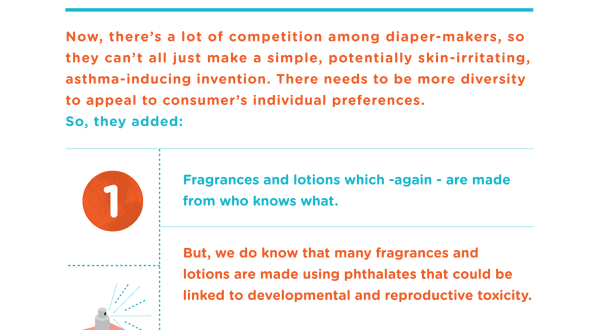 Now, there's a lot of competition among diaper-makers, so
they can't all just make a simple, potentially skin-irritating,
asthma-inducing invention. There needs to be more diversity
to appeal to consumer's individual preferences.
So, they added:
1
Fragrances and lotions which -again - are made
from who knows what.
But, we do know that many fragrances and
lotions are made using phthalates that could be
linked to developmental and reproductive toxicity.